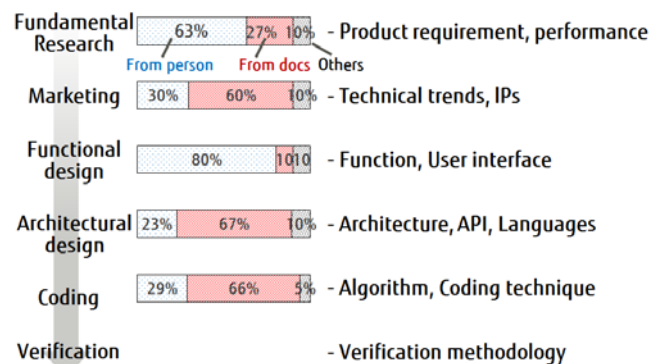 Fundamental Research 63% 27% 10% - Product requirement, performance
From person From docs Others
Marketing 30% 60% 10% - Technical trends, IPs
Functional design 80% 10 10 - Function, User interface
Architectural design 23% 67% 10% - Architecture, API, Languages
Coding 29% 66% 5% - Algorithm, Coding technique
Verification - Verification methodology